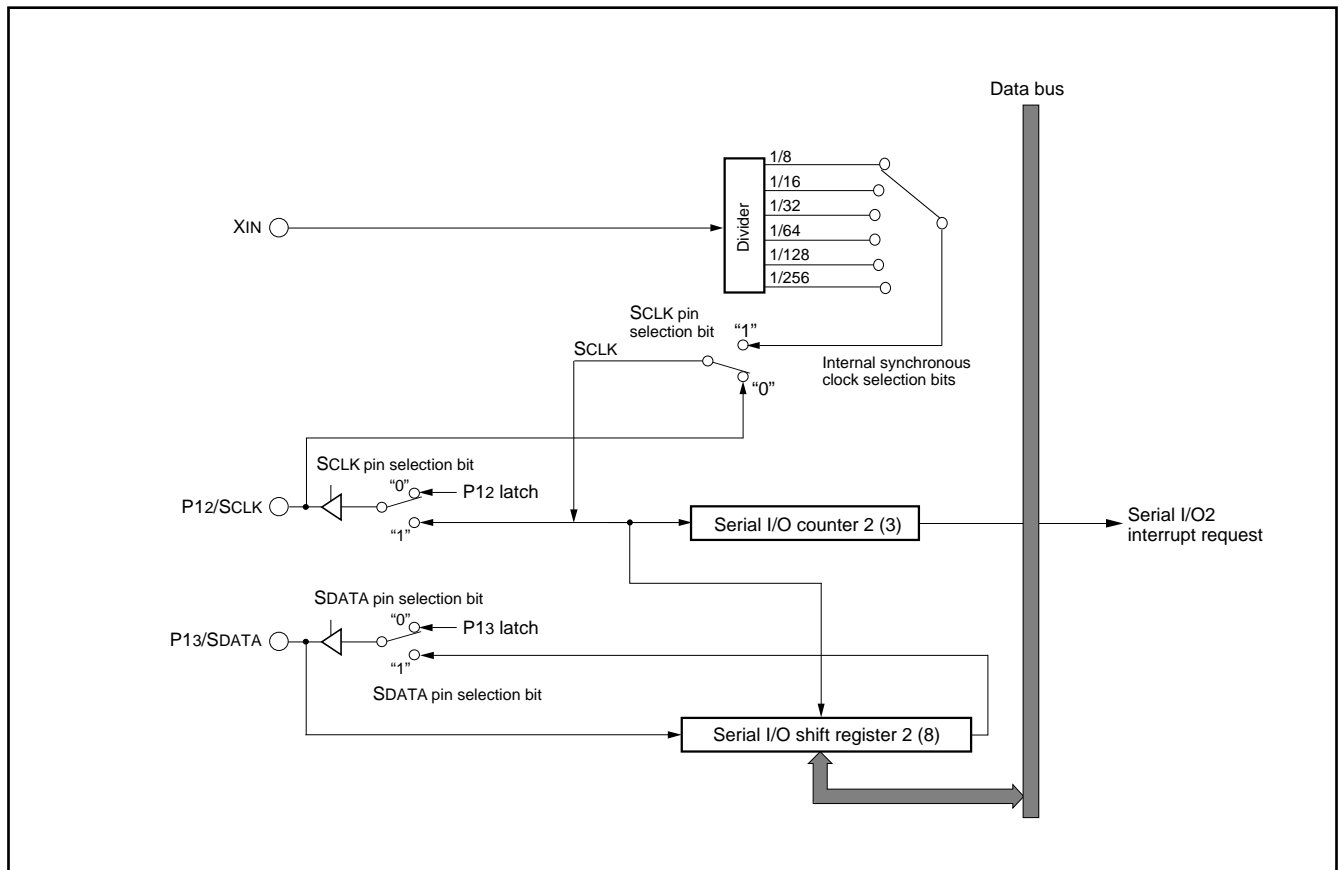 Data bus
1/8
1/16
1/32
1/64
1/128
1/256
Divider
XIN
SCLK pin
selection bit
“1”
SCLK
Internal synchronous
clock selection bits
“0”
SCLK pin selection bit
“0”
P12 latch
P12/SCLK
“1”
Serial I/O counter 2 (3)
Serial I/O2
interrupt request
SDATA pin selection bit
“0”
P13 latch
P13/SDATA
“1”
SDATA pin selection bit
Serial I/O shift register 2 (8)